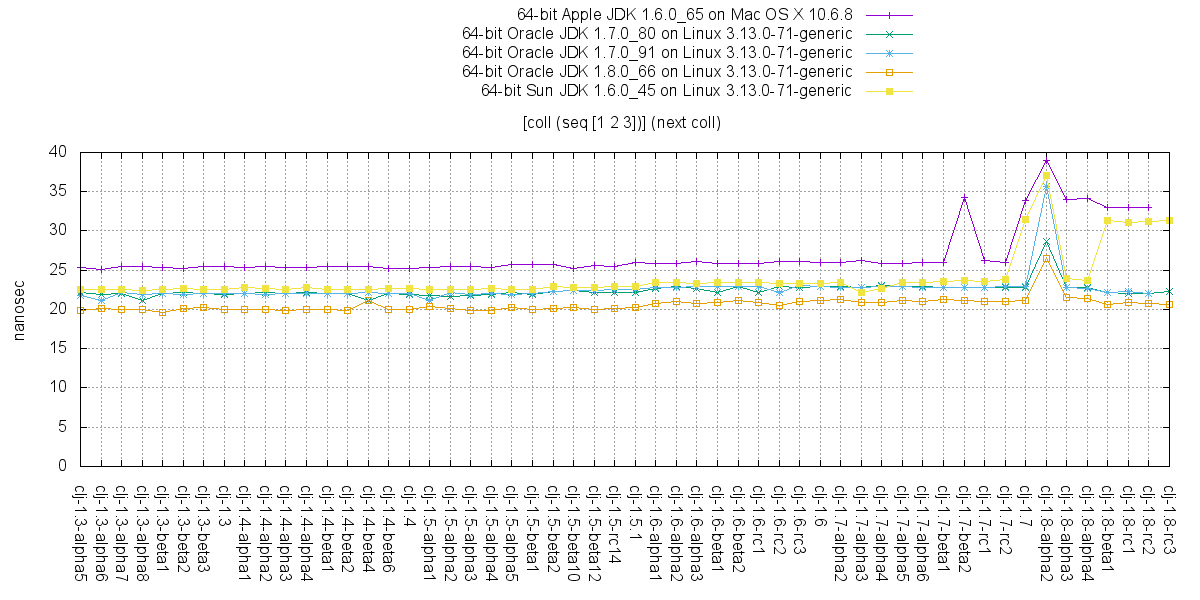 64-bit Apple JDK 1.6.0_65 on Mac OS X 10.6.8
64-bit Oracle JDK 1.7.0_80 on Linux 3.13.0-71-generic
64-bit Oracle JDK 1.7.0_91 on Linux 3.13.0-71-generic
64-bit Oracle JDK 1.8.0_66 on Linux 3.13.0-71-generic
64-bit Sun JDK 1.6.0_45 on Linux 3.13.0-71-generic
[coll (seq [1 2 3])] (next coll)
nanosec
40
35
30
25
20
15
10
5
0
clj-1.3-alpha5
clj-1.3-alpha6
clj-1.3-alpha7
clj-1.3-alpha8
clj-1.3-beta1
clj-1.3-beta2
clj-1.3-beta3
clj-1.3
clj-1.4-alpha1
clj-1.4-alpha2
clj-1.4-alpha3
clj-1.4-alpha4
clj-1.4-beta1
clj-1.4-beta2
clj-1.4-beta4
clj-1.4-beta6
clj-1.4
clj-1.5-alpha1
clj-1.5-alpha2
clj-1.5-alpha3
clj-1.5-alpha4
clj-1.5-alpha5
clj-1.5-beta1
clj-1.5-beta2
clj-1.5-beta10
clj-1.5-beta12
clj-1.5-rc14
clj-1.5.1
clj-1.6-alpha1
clj-1.6-alpha2
clj-1.6-alpha3
clj-1.6-beta1
clj-1.6-beta2
clj-1.6-rc1
clj-1.6-rc2
clj-1.6-rc3
clj-1.6
clj-1.7-alpha2
clj-1.7-alpha3
clj-1.7-alpha4
clj-1.7-alpha5
clj-1.7-alpha6
clj-1.7-beta1
clj-1.7-beta2
clj-1.7-rc1
clj-1.7-rc2
clj-1.7
clj-1.8-alpha2
clj-1.8-alpha3
clj-1.8-alpha4
clj-1.8-beta1
clj-1.8-rc1
clj-1.8-rc2
clj-1.8-rc3